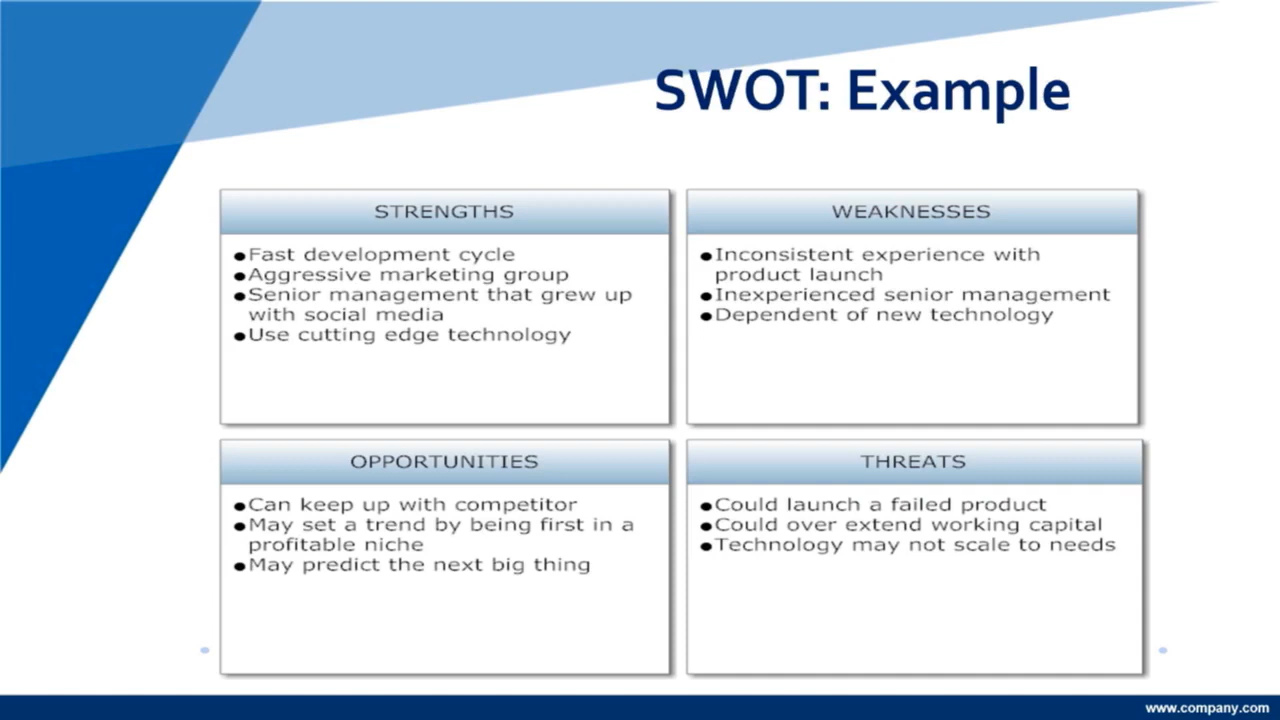 SWOT: Example
STRENGTHS
●Fast development cycle
●Aggressive marketing group
●Senior management that grew up
with social media
●Use cutting edge technology
WEAKNESSES
●Inconsistent experience with
product launch
●Inexperienced senior management
●Dependent of new technology
OPPORTUNITIES
●Can keep up with competitor
●May set a trend by being first in a
profitable niche
●May predict the next big thing
THREATS
●Could launch a failed product
●Could over extend working capital
●Technology may not scale to needs
www.company.com